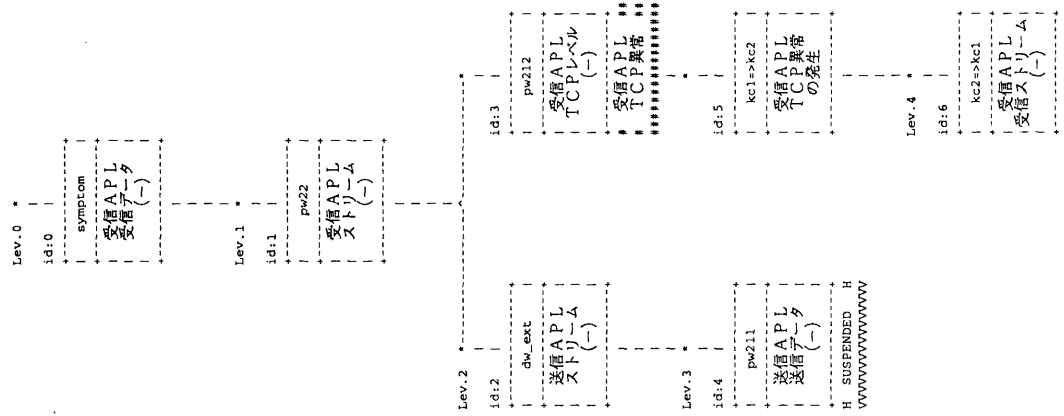 Lev.0
id:0
symptom
受信APL
受信データ
(-)
Lev.1
id:1
pw22
受信APL
ストリーム
(-)
Lev.2
id:2
dw_ext
送信APL
ストリーム
(-)
id:3
pw212
受信APL
TCPレベル
(-)
受信APL
TCP異常
Lev.3
id:4
pw211
送信APL
送信データ
(-)
H SUSPENDED H
VVVVVVVVVVVVVVVV
id:5
kc1=>kc2
受信APL
TCP異常
の発生
Lev.4
id:6
kc2=>kc1
受信APL
受信ストリーム
(-)